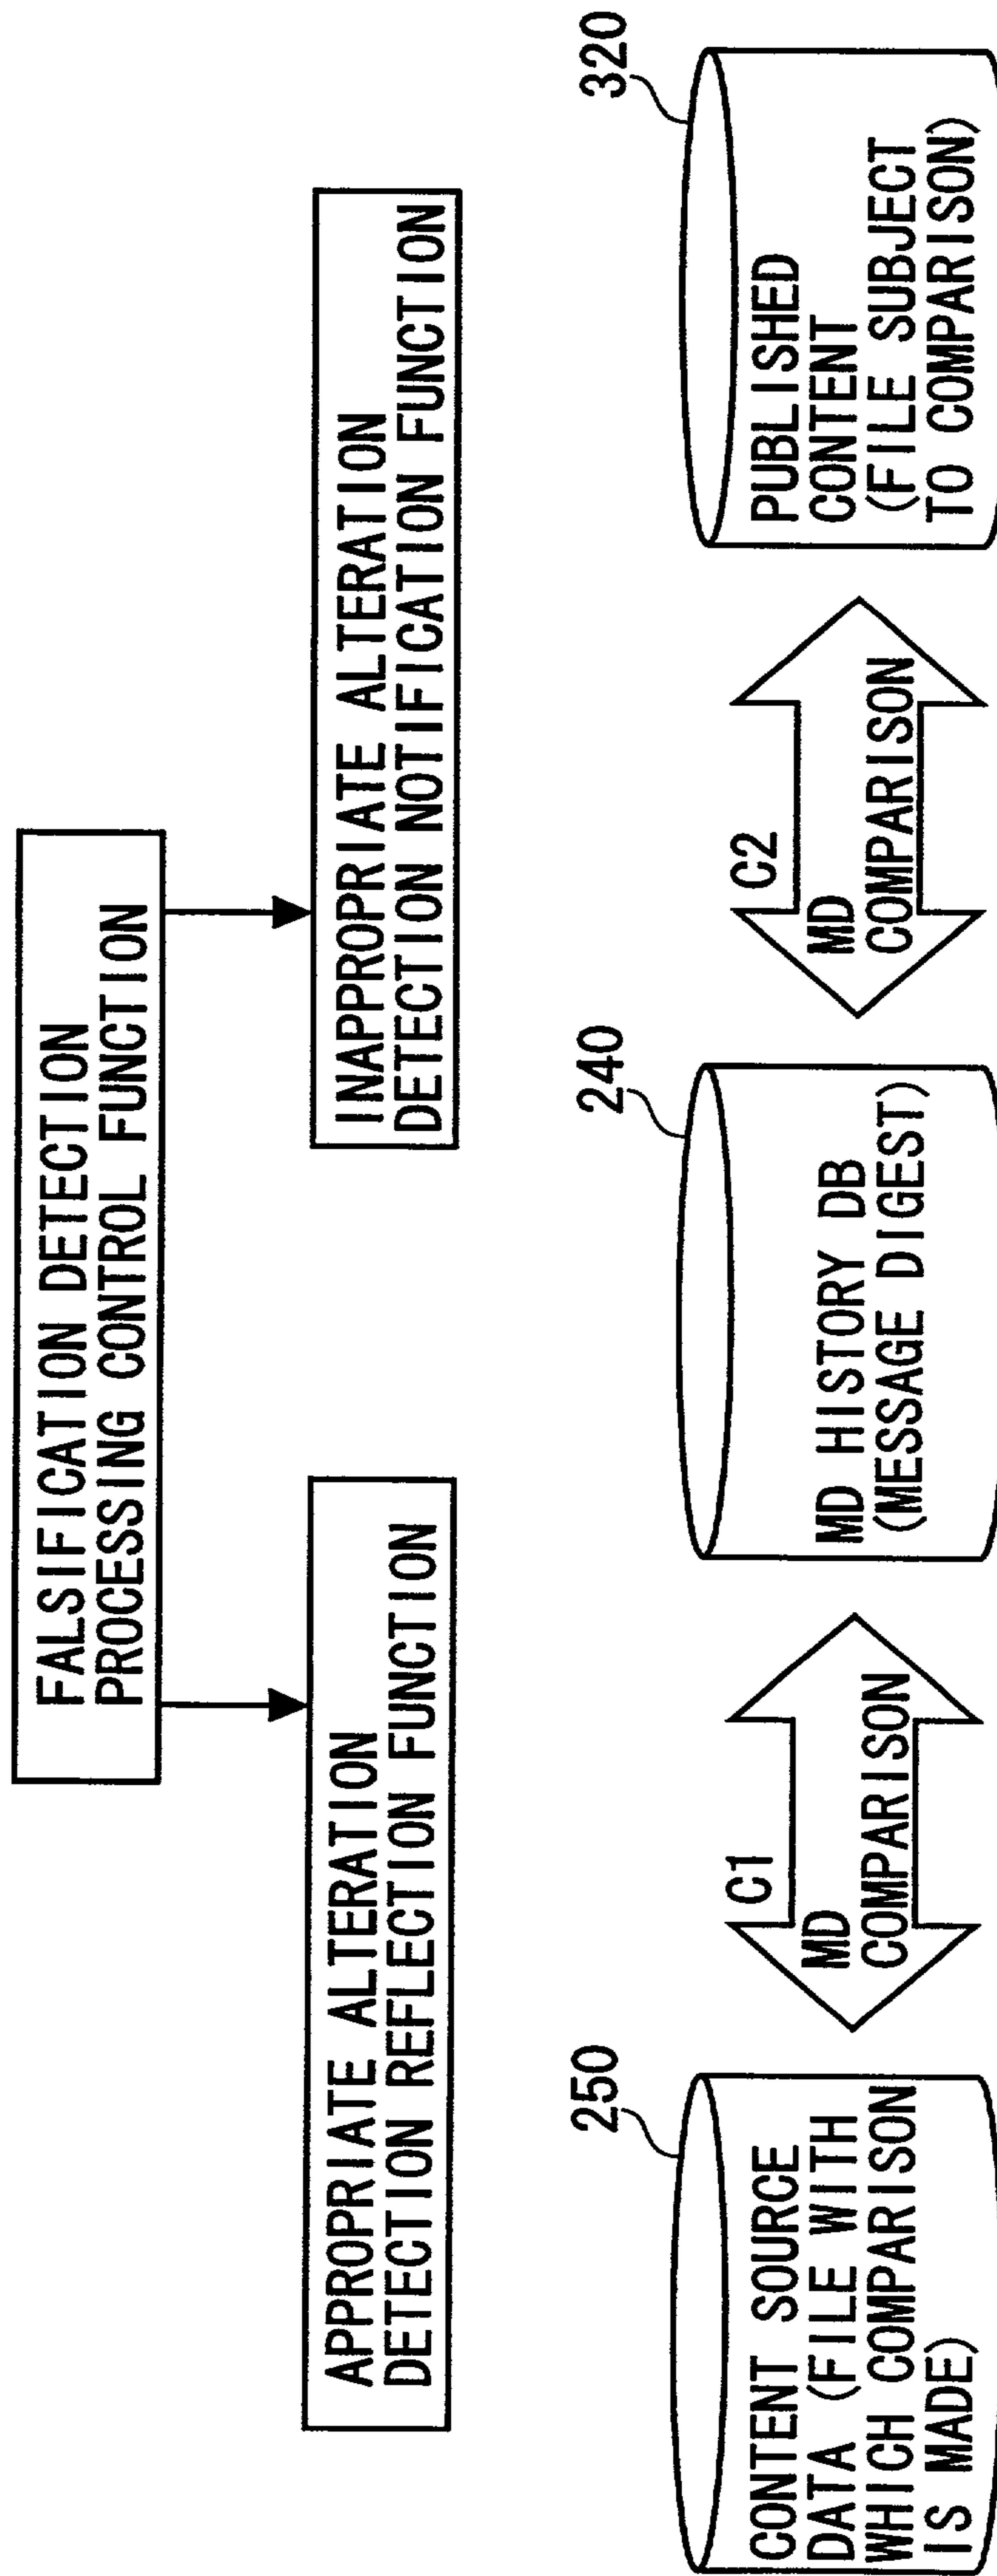 FALSIFICATION DETECTION
PROCESSING CONTROL FUNCTION
APPROPRIATE ALTERATION
DETECTION REFLECTION FUNCTION
INAPPROPRIATE ALTERATION
DETECTION NOTIFICATION FUNCTION
250
CONTENT SOURCE
DATA (FILE WITH
WHICH COMPARISON
IS MADE)
C1
MD
COMPARISON
240
MD HISTORY DB
(MESSAGE DIGEST)
C2
MD
COMPARISON
320
PUBLISHED
CONTENT
(FILE SUBJECT
TO COMPARISON)